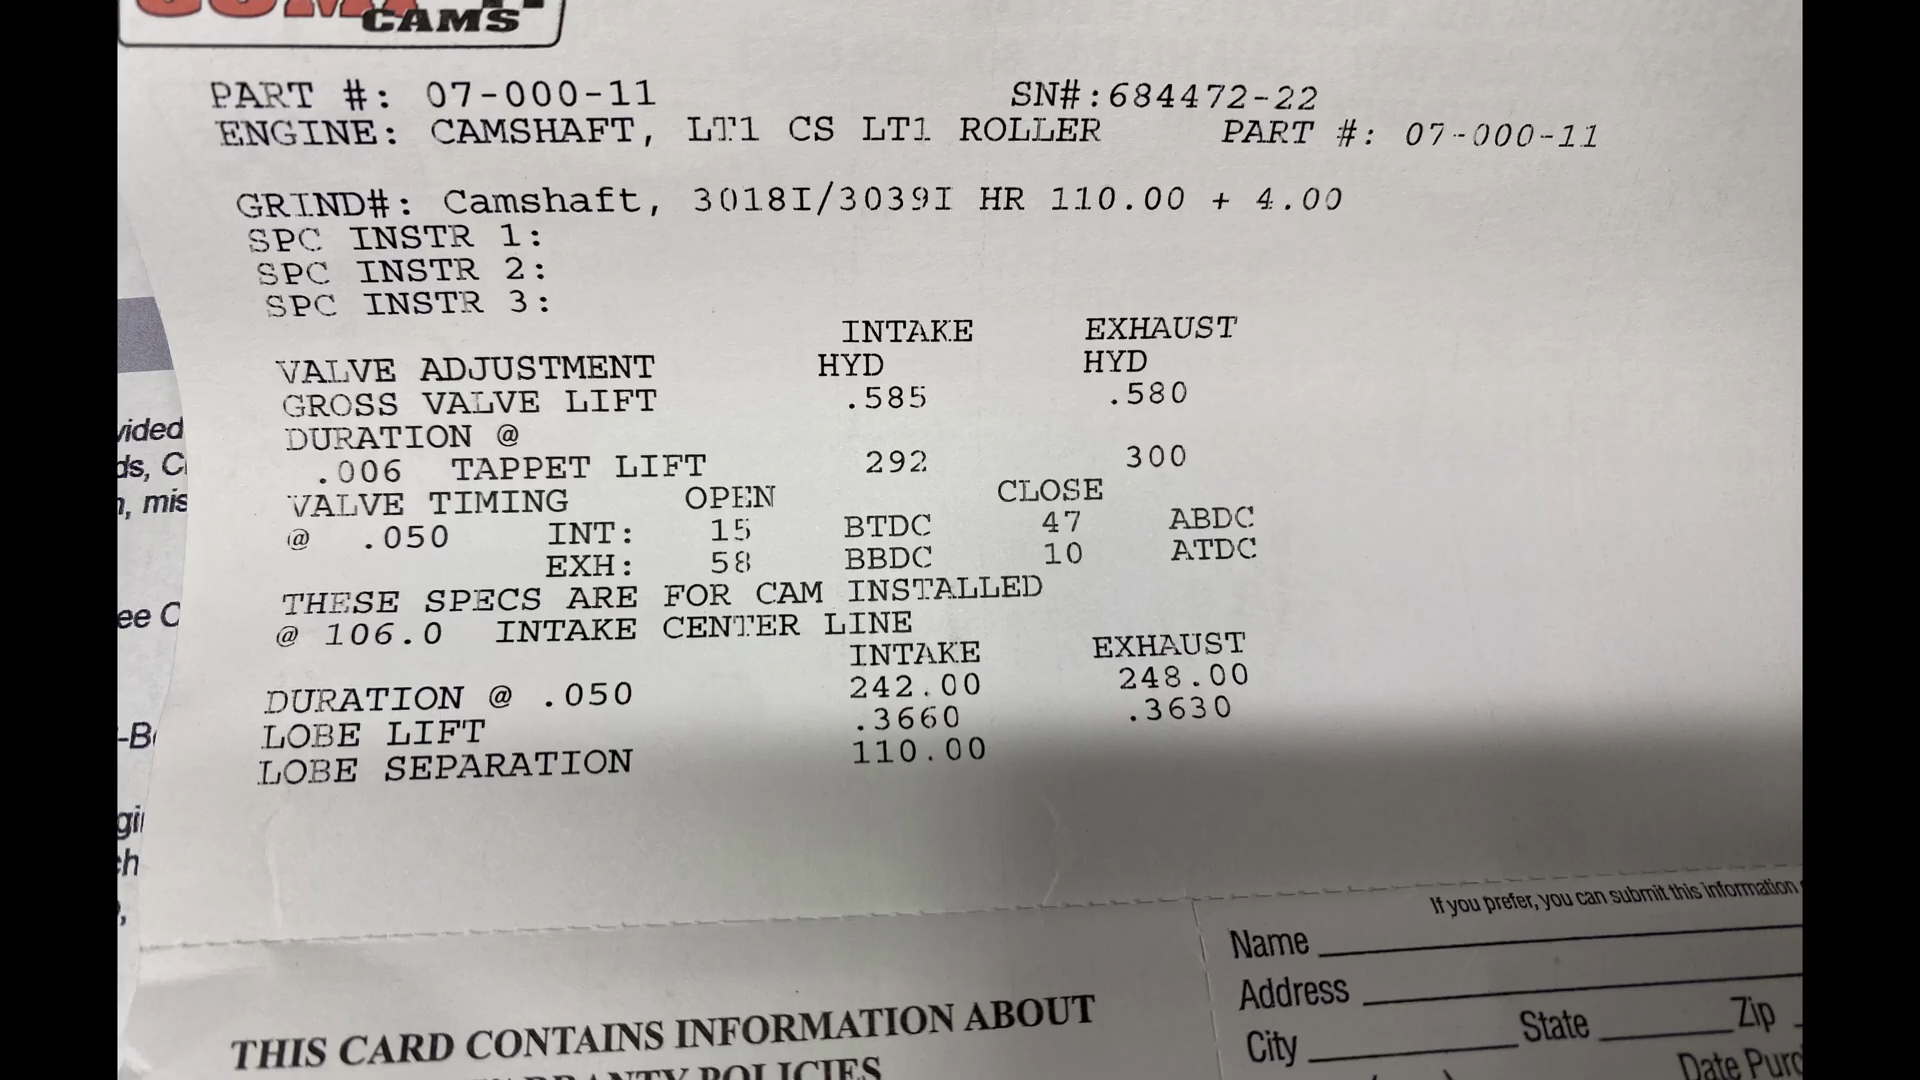 CAMS
PART #: 07-000-11 SN#:684472-22
ENGINE: CAMSHAFT, LT1 CS LT1 ROLLER PART #: 07-000-11
GRIND#: Camshaft, 3018I/3039I HR 110.00 + 4.00
SPC INSTR 1:
SPC INSTR 2:
SPC INSTR 3:
INTAKE EXHAUST
VALVE ADJUSTMENT HYD HYD
GROSS VALVE LIFT .585 .580
DURATION @
.006 TAPPET LIFT 292 300
VALVE TIMING OPEN CLOSE
@ .050 INT: 15 BTDC 47 ABDC
EXH: 58 BBDC 10 ATDC
THESE SPECS ARE FOR CAM INSTALLED
@ 106.0 INTAKE CENTER LINE
INTAKE EXHAUST
DURATION @ .050 242.00 248.00
LOBE LIFT .3660 .3630
LOBE SEPARATION 110.00
If you prefer, you can submit this information
Name
Address
City State Zip
Date
THIS CARD CONTAINS INFORMATION ABOUT
POLICIES